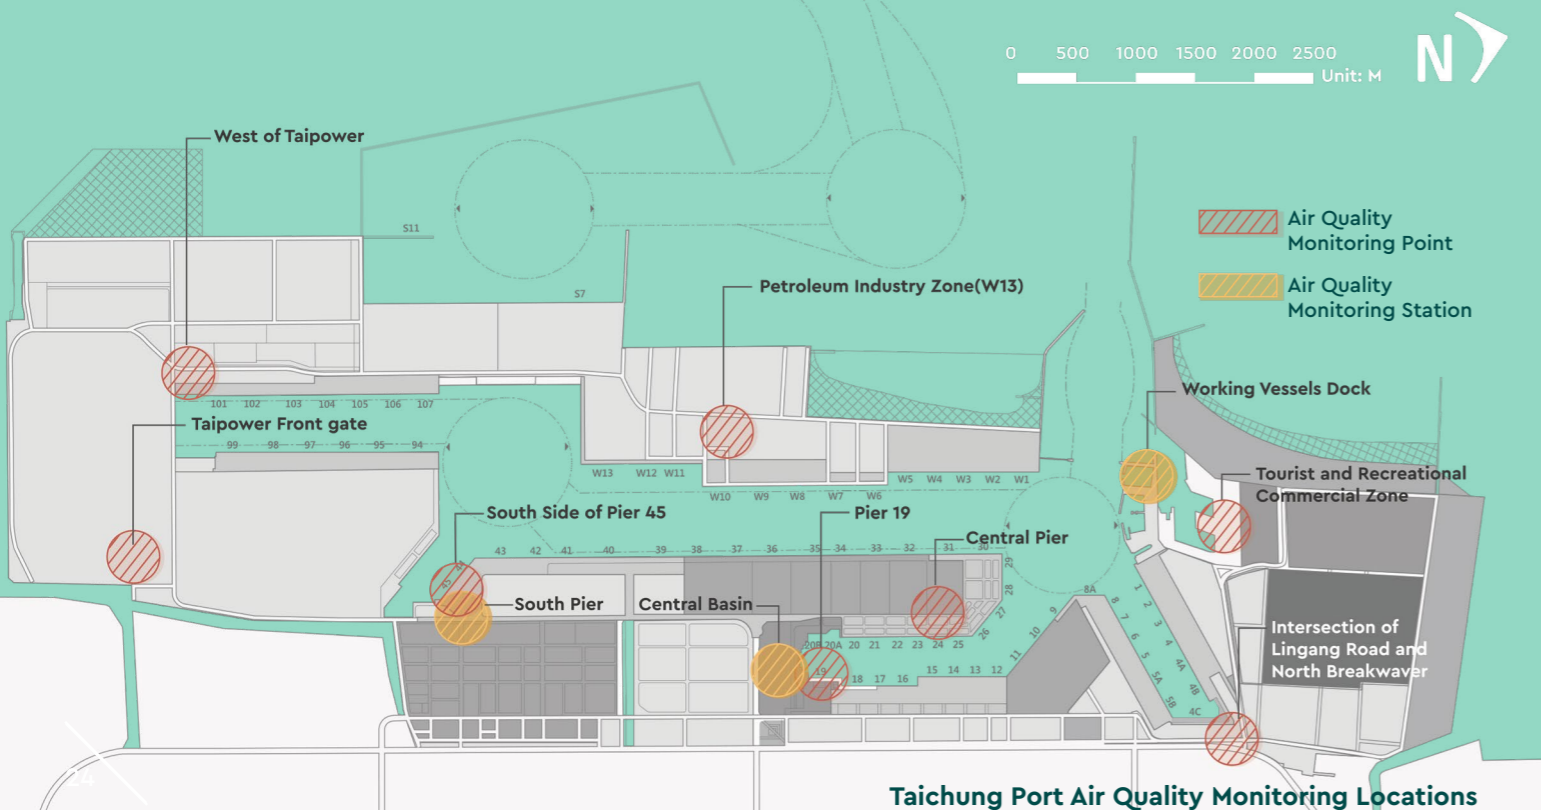 0 500 1000 1500 2000 2500
Unit: M
N
West of Taipower
Air Quality
Monitoring Point
S11
Air Quality
Monitoring Station
Petroleum Industry Zone(W13)
S7
Working Vessels Dock
101 102 103 104 105 106 107
Taipower Front gate
99 98 97 96 95 94
W13 W12 W11
W10 W9 W8 W7 W6
W5 W4 W3 W2 W1
Tourist and Recreational
Commercial Zone
South Side of Pier 45
Pier 19
Central Pier
43 42 41 40 39 38 37 36 35 34 33 32 31 30
29
28
27
26
44
45
South Pier
Central Basin
20B 20A 20 21 22 23 24 25
19
18 17 16
15 14 13 12
11
10
9
8A
8
7
6
5
5A
5B
1
2
3
4
4A
4B
4C
Intersection of
Lingang Road and
North Breakwaver
24
Taichung Port Air Quality Monitoring Locations